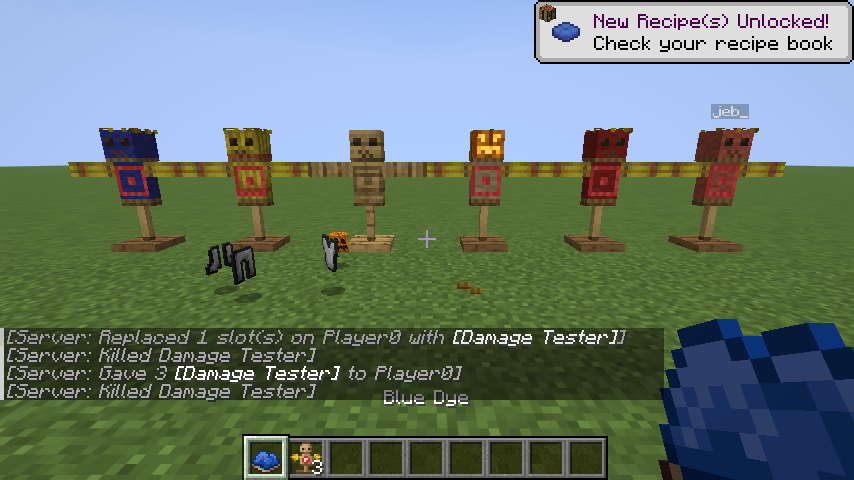 New Recipe(s) Unlocked!
Check your recipe book
jeb_
[Server: Replaced 1 slot(s) on Player0 with [Damage Tester]]
[Server: Killed Damage Tester]
[Server: Gave 3 [Damage Tester] to Player0]
[Server: Killed Damage Tester]
Blue Dye
3